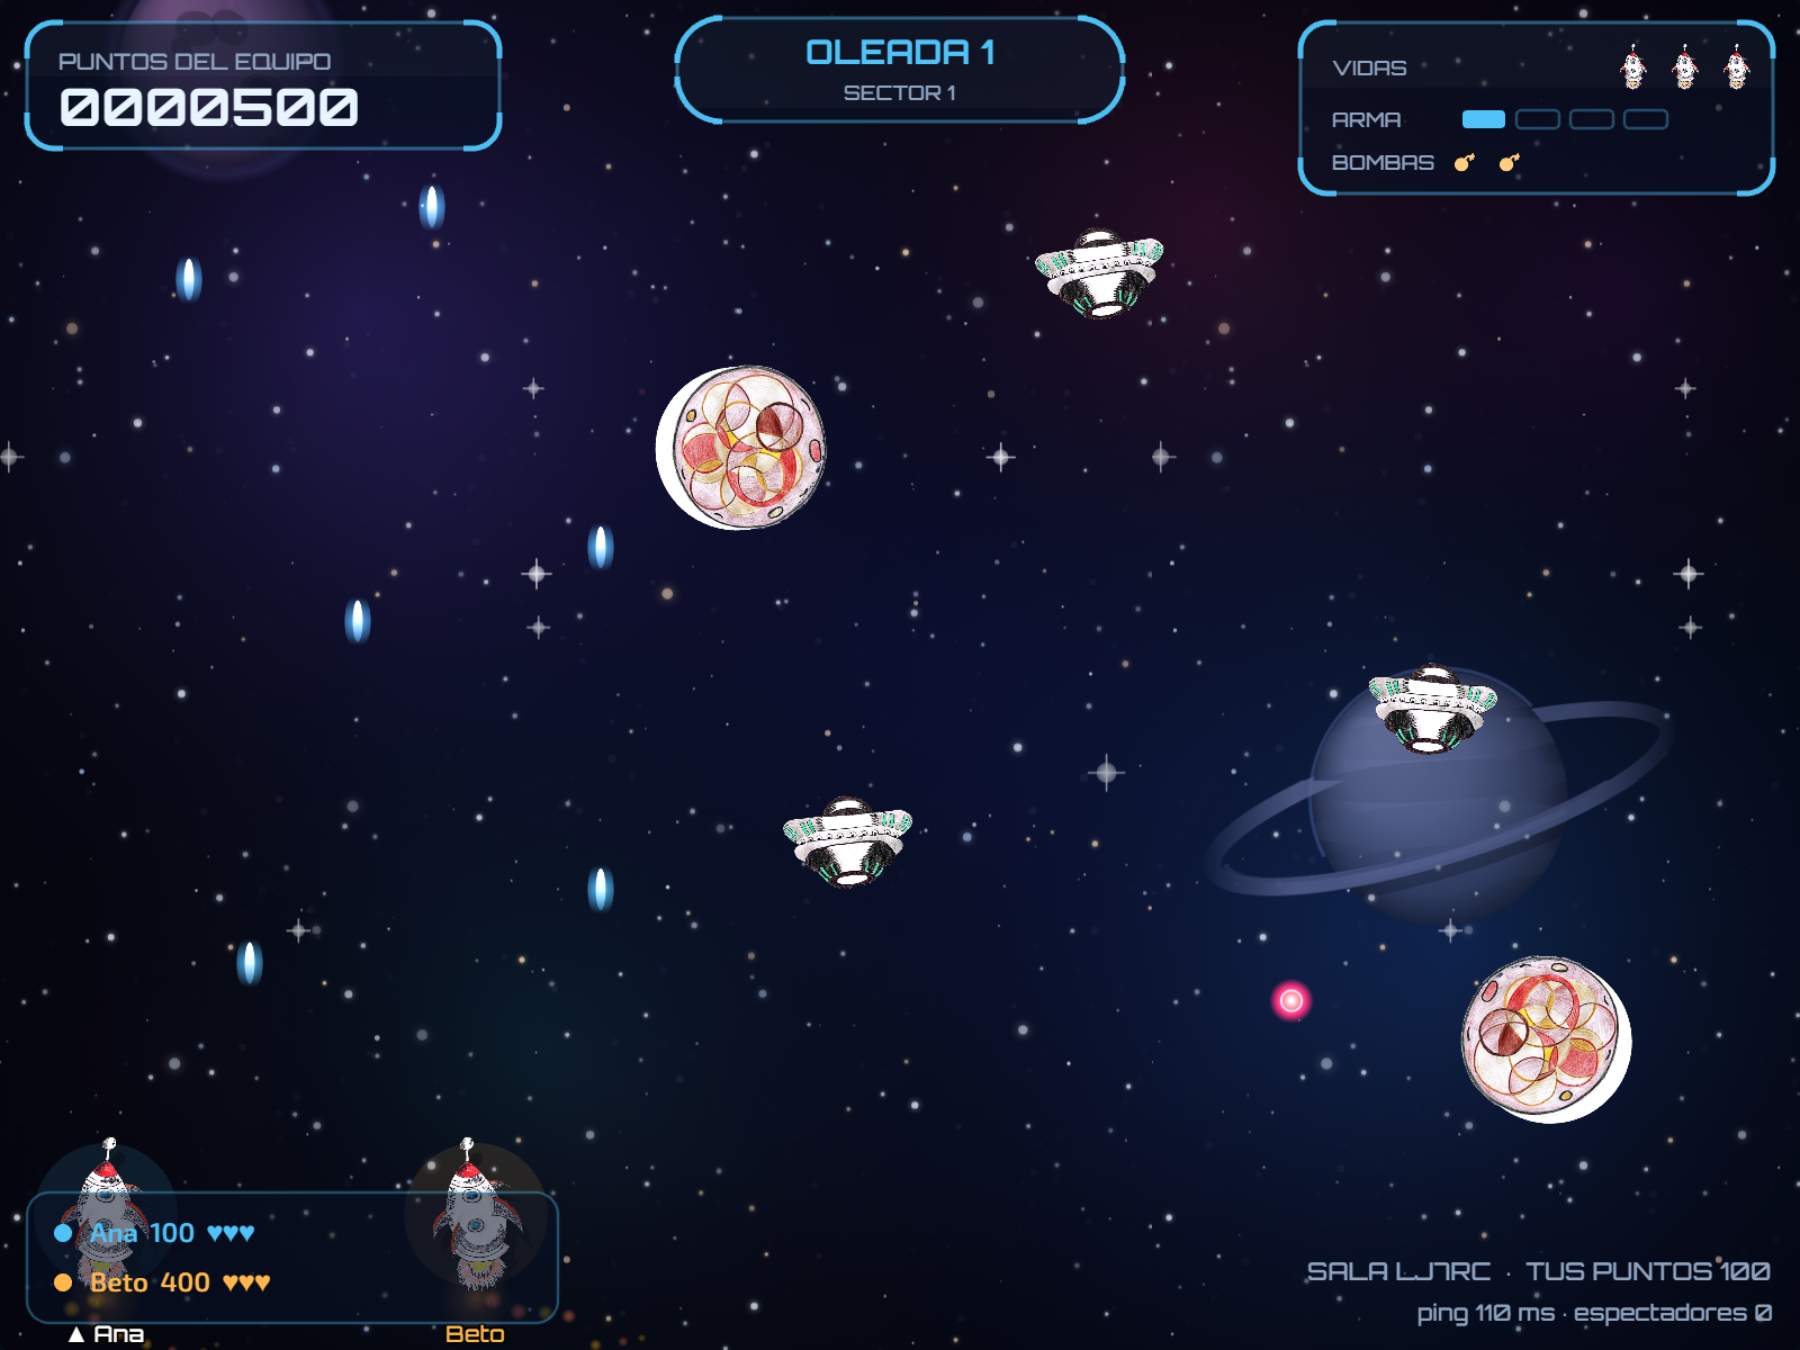 PUNTOS DEL EQUIPO
0000500
OLEADA 1
SECTOR 1
VIDAS
ARMA
BOMBAS
Ana 100 ♥♥♥
Beto 400 ♥♥♥
▲ Ana
Beto
SALA LJ7RC · TUS PUNTOS 100
ping 110 ms · espectadores 0